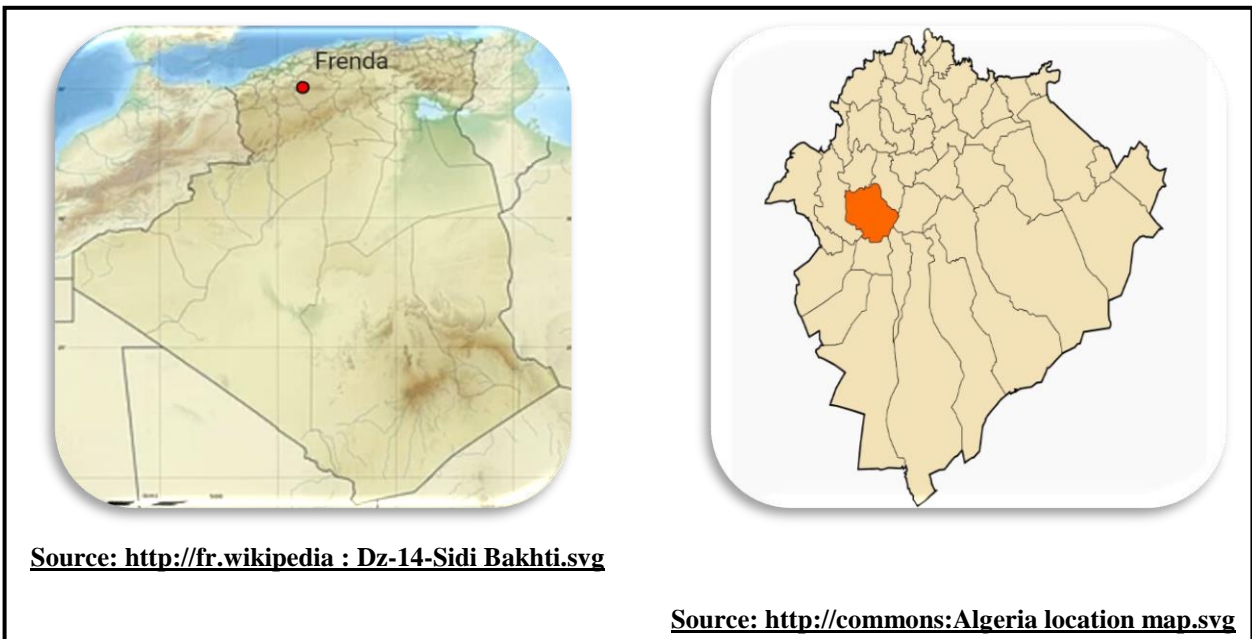 Frenda
Source: http://fr.wikipedia : Dz-14-Sidi Bakhti.svg
Source: http://commons:Algeria location map.svg